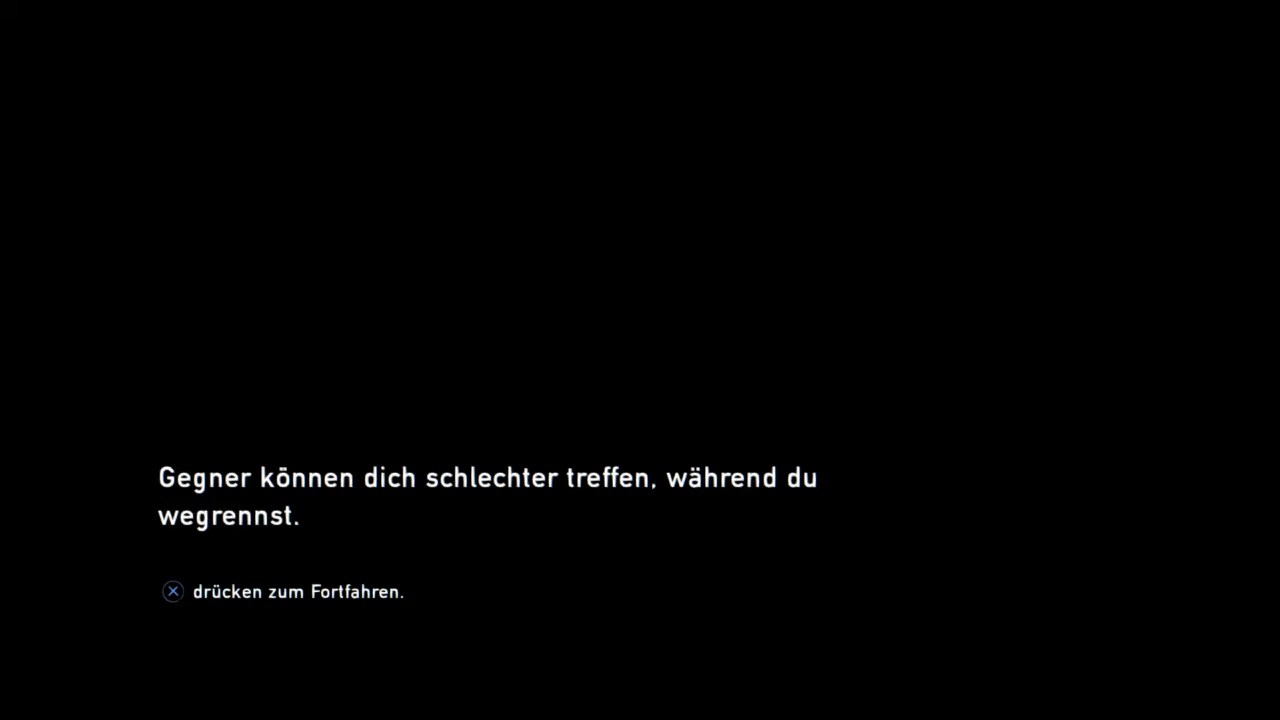 Gegner können dich schlechter treffen, während du
wegrennst.
drücken zum Fortfahren.